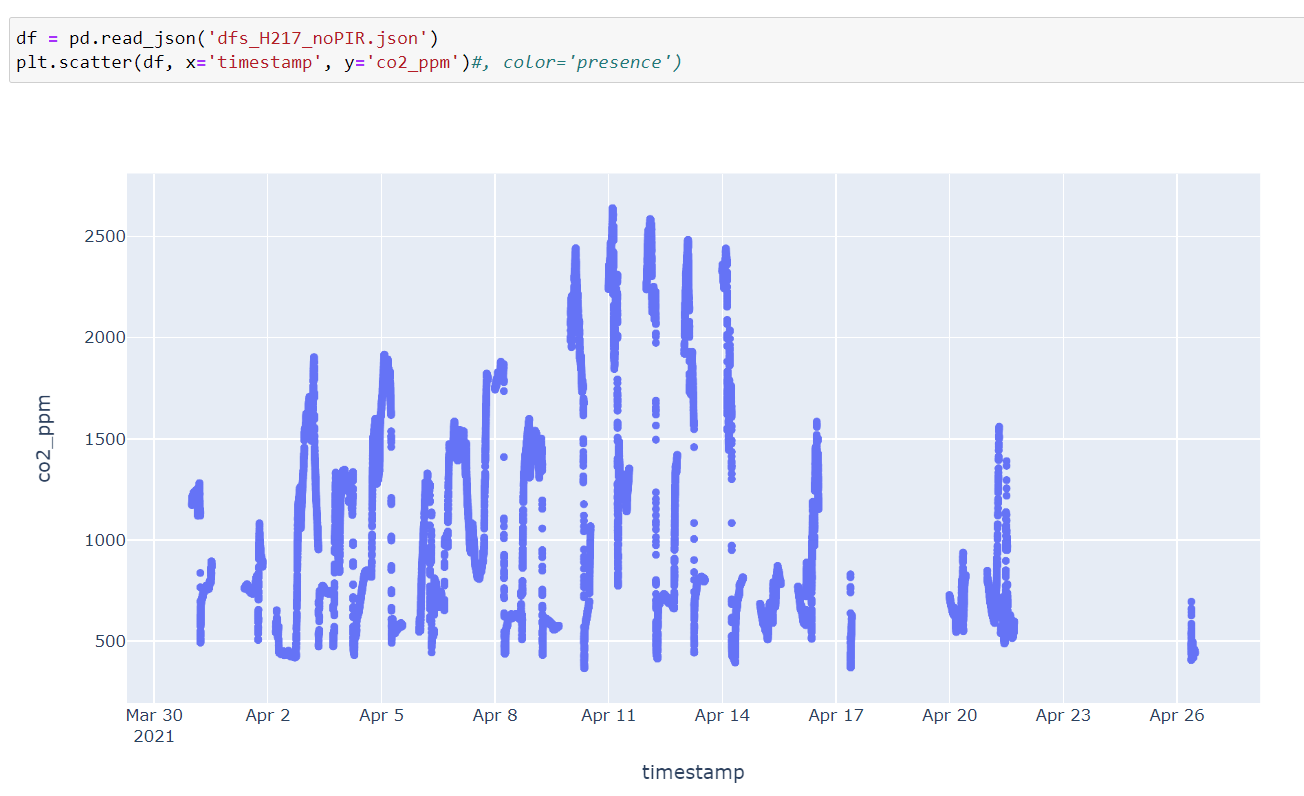 df = pd.read_json('dfs_H217_noPIR.json')
plt.scatter(df, x='timestamp', y='co2_ppm')#, color='presence')
2500
2000
1500
1000
500
co2_ppm
Mar 30 Apr 2 Apr 5 Apr 8 Apr 11 Apr 14 Apr 17 Apr 20 Apr 23 Apr 26
2021
timestamp